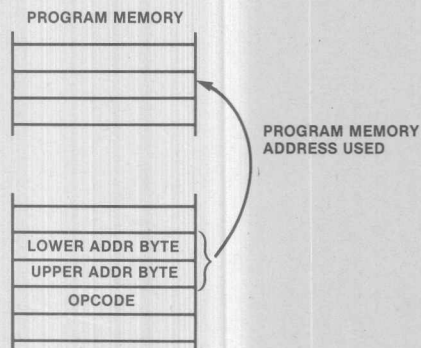 PROGRAM MEMORY
PROGRAM MEMORY
ADDRESS USED
LOWER ADDR BYTE
UPPER ADDR BYTE
OPCODE